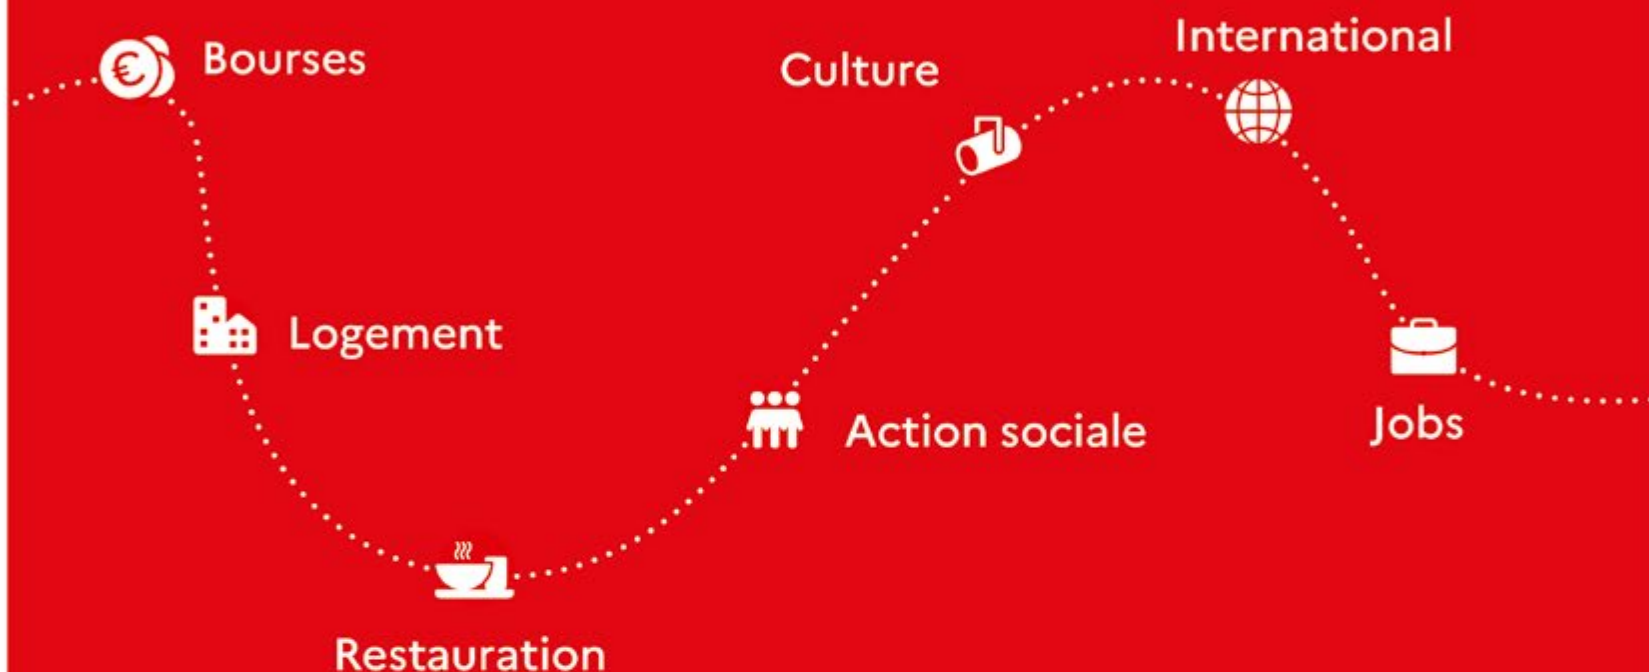 Bourses
Logement
Restauration
Action sociale
Culture
International
Jobs